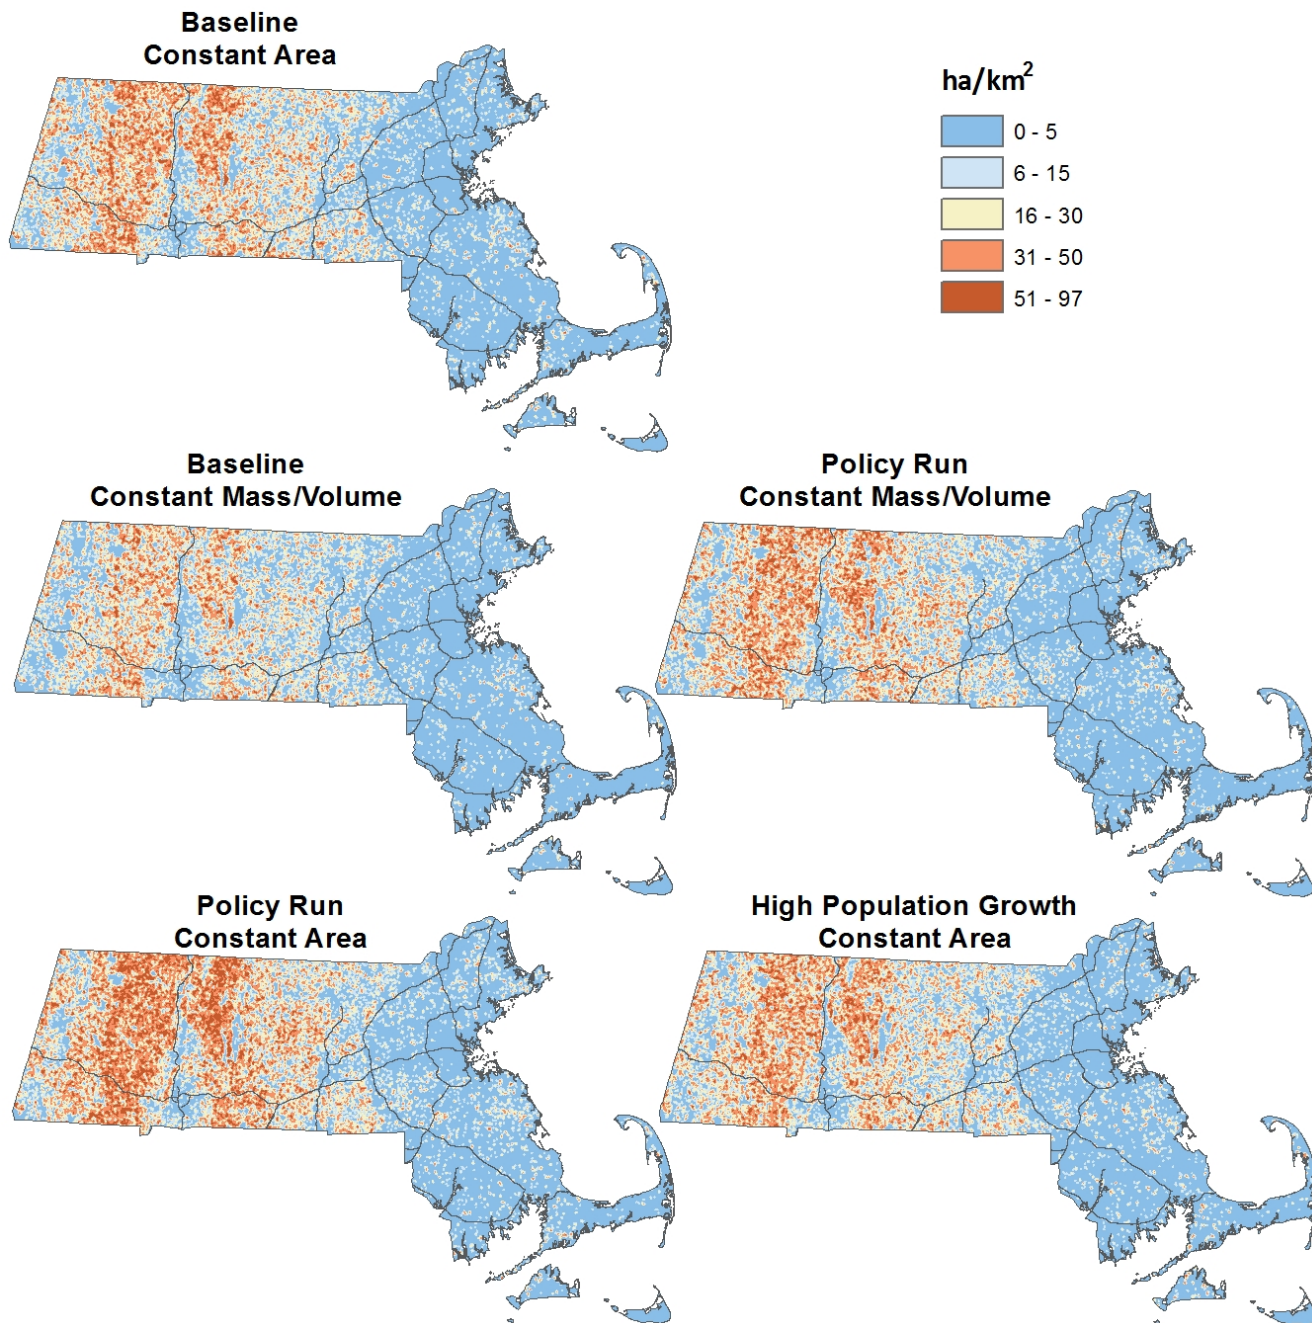 Baseline
Constant Area
ha/km²
0 - 5
6 - 15
16 - 30
31 - 50
51 - 97
Baseline
Constant Mass/Volume
Policy Run
Constant Mass/Volume
Policy Run
Constant Area
High Population Growth
Constant Area